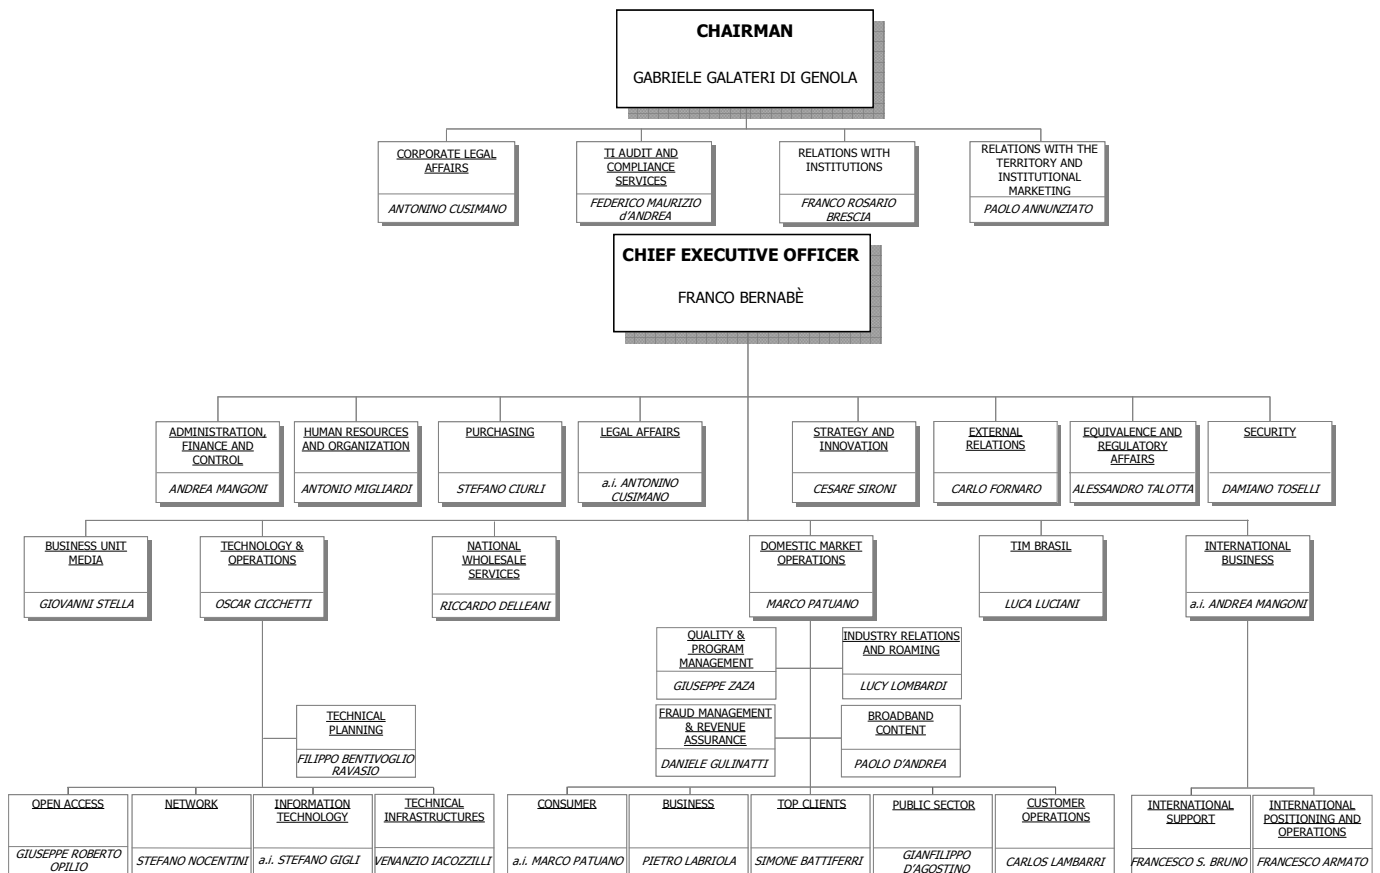 CHAIRMAN
GABRIELE GALATERI DI GENOLA
CORPORATE LEGAL
AFFAIRS
ANTONINO CUSIMANO
TI AUDIT AND
COMPLIANCE
SERVICES
FEDERICO MAURIZIO
d'ANDREA
RELATIONS WITH
INSTITUTIONS
FRANCO ROSARIO
BRESCIA
RELATIONS WITH THE
TERRITORY AND
INSTITUTIONAL
MARKETING
PAOLO ANNUNZIATO
CHIEF EXECUTIVE OFFICER
FRANCO BERNABÈ
ADMINISTRATION,
FINANCE AND
CONTROL
ANDREA MANGONI
HUMAN RESOURCES
AND ORGANIZATION
ANTONIO MIGLIARDI
PURCHASING
STEFANO CIURLI
LEGAL AFFAIRS
a.i. ANTONINO
CUSIMANO
STRATEGY AND
INNOVATION
CESARE SIRONI
EXTERNAL
RELATIONS
CARLO FORNARO
EQUIVALENCE AND
REGULATORY
AFFAIRS
ALESSANDRO TALOTTA
SECURITY
DAMIANO TOSELLI
BUSINESS UNIT
MEDIA
GIOVANNI STELLA
TECHNOLOGY &
OPERATIONS
OSCAR CICCHETTI
NATIONAL
WHOLESALE
SERVICES
RICCARDO DELLEANI
DOMESTIC MARKET
OPERATIONS
MARCO PATUANO
TIM BRASIL
LUCA LUCIANI
INTERNATIONAL
BUSINESS
a.i. ANDREA MANGONI
QUALITY &
PROGRAM
MANAGEMENT
GIUSEPPE ZAZA
INDUSTRY RELATIONS
AND ROAMING
LUCY LOMBARDI
TECHNICAL
PLANNING
FILIPPO BENTIVOGLIO
RAVASIO
FRAUD MANAGEMENT
& REVENUE
ASSURANCE
DANIELE GULINATTI
BROADBAND
CONTENT
PAOLO D'ANDREA
OPEN ACCESS
GIUSEPPE ROBERTO
OPILIO
NETWORK
STEFANO NOCENTINI
INFORMATION
TECHNOLOGY
a.i. STEFANO GIGLI
TECHNICAL
INFRASTRUCTURES
VENANZIO IACOZZILLI
CONSUMER
a.i. MARCO PATUANO
BUSINESS
PIETRO LABRIOLA
TOP CLIENTS
SIMONE BATTIFERRI
PUBLIC SECTOR
GIANFILIPPO
D'AGOSTINO
CUSTOMER
OPERATIONS
CARLOS LAMBARRI
INTERNATIONAL
SUPPORT
FRANCESCO S. BRUNO
INTERNATIONAL
POSITIONING AND
OPERATIONS
FRANCESCO ARMATO